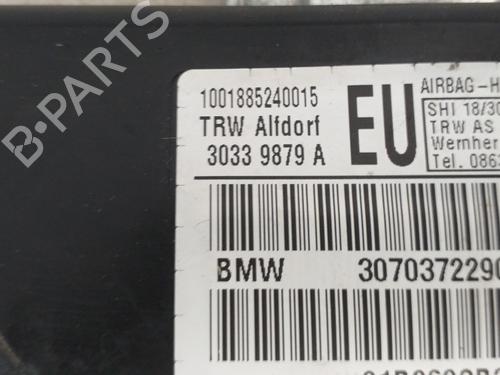 B-PARTS
1001885240015
TRW Alfdorf
3033 9879 A
EU
AIRBAG-H
SHI 18/30
TRW AS
Wernher
Tel. 086
BMW 307037229